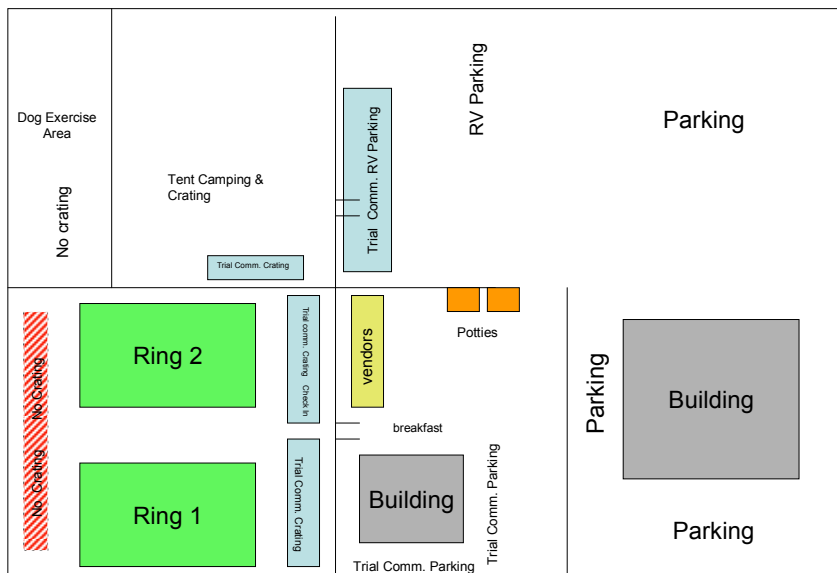 Dog Exercise
Area
No crating
Tent Camping &
Crating
Trial Comm. Crating
Trial Comm. RV Parking
RV Parking
Parking
No Crating
No Crating
Ring 2
Trial comm. Crating Check In
vendors
Potties
Parking
Building
breakfast
Ring 1
Trial Comm. Crating
Building
Trial Comm. Parking
Trial Comm. Parking
Parking